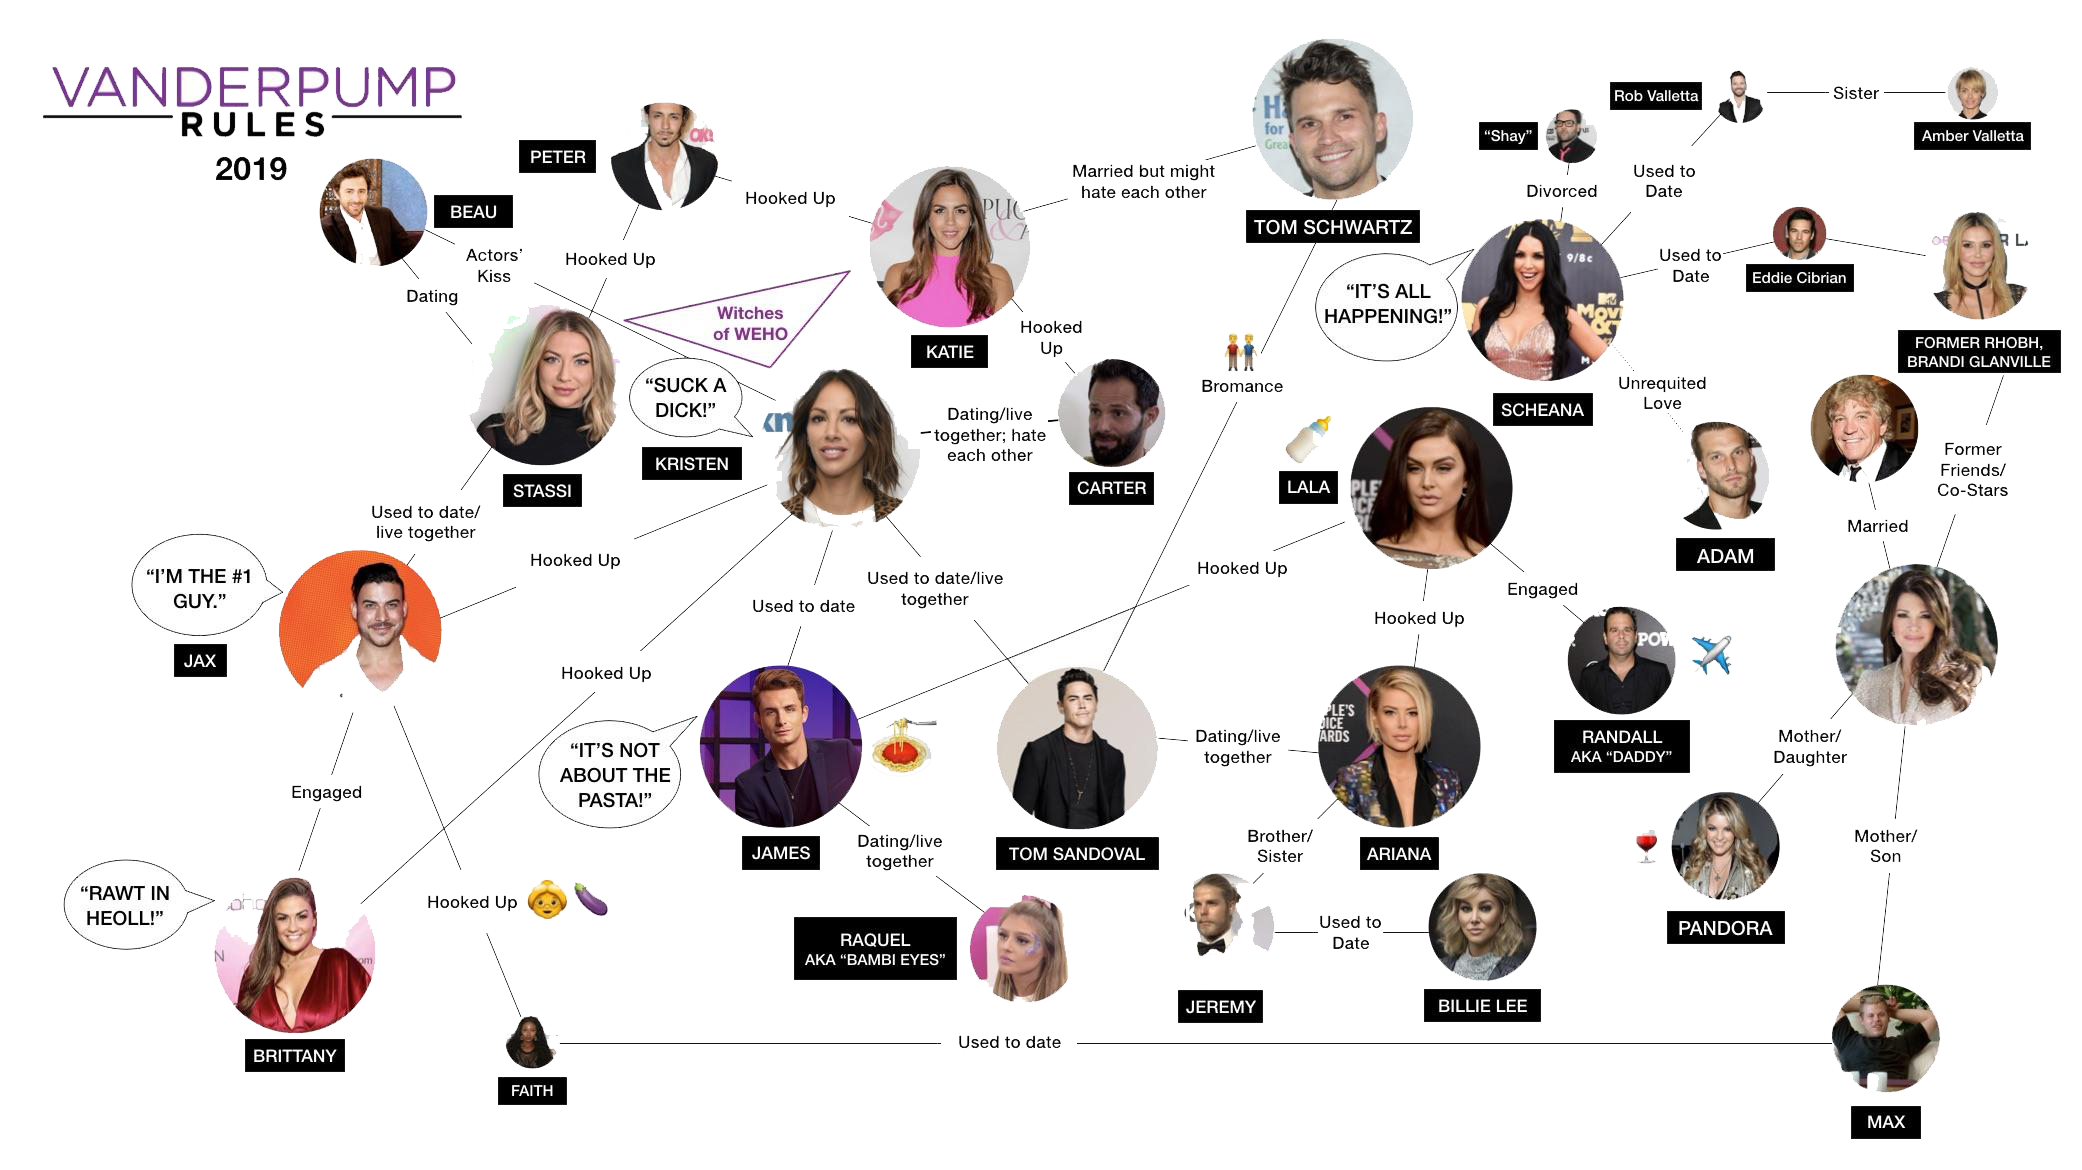 VANDERPUMP
RULES
2019
BEAU
PETER
Hooked Up
Married but might
hate each other
TOM SCHWARTZ
"Shay"
Rob Valletta
Sister
Amber Valletta
Divorced
Used to
Date
Used to
Date
Eddie Cibrian
FORMER RHOBH,
BRANDI GLANVILLE
Actors'
Kiss
Hooked Up
Dating
Witches
of WEHO
KATIE
Hooked
Up
"IT'S ALL
HAPPENING!"
9/8c
MTV
SCHEANA
Unrequited
Love
ADAM
Bromance
STASSI
"SUCK A
DICK!"
KRISTEN
Dating/live
together; hate
each other
CARTER
LALA
Former
Friends/
Co-Stars
Married
Used to date/
live together
"I'M THE #1
GUY."
JAX
Hooked Up
Used to date
Used to date/live
together
Hooked Up
Hooked Up
Engaged
RANDALL
AKA "DADDY"
Hooked Up
"IT'S NOT
ABOUT THE
PASTA!"
JAMES
TOM SANDOVAL
Dating/live
together
ARIANA
Mother/
Daughter
PANDORA
Mother/
Son
Engaged
"RAWT IN
HEOLL!"
BRITTANY
Hooked Up
FAITH
Dating/live
together
RAQUEL
AKA "BAMBI EYES"
Brother/
Sister
JEREMY
Used to
Date
BILLIE LEE
Used to date
MAX